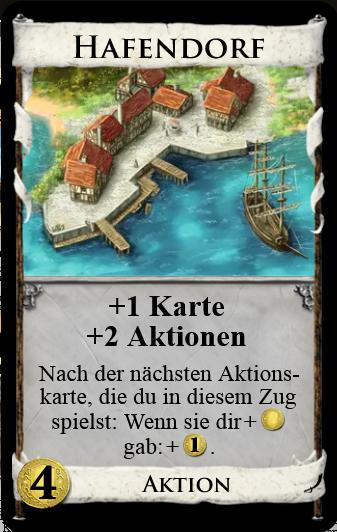 HAFENDORF
+1 Karte
+2 Aktionen
Nach der nächsten Aktions-
karte, die du in diesem Zug
spielst: Wenn sie dir +
gab: + 1 .
4 AKTION